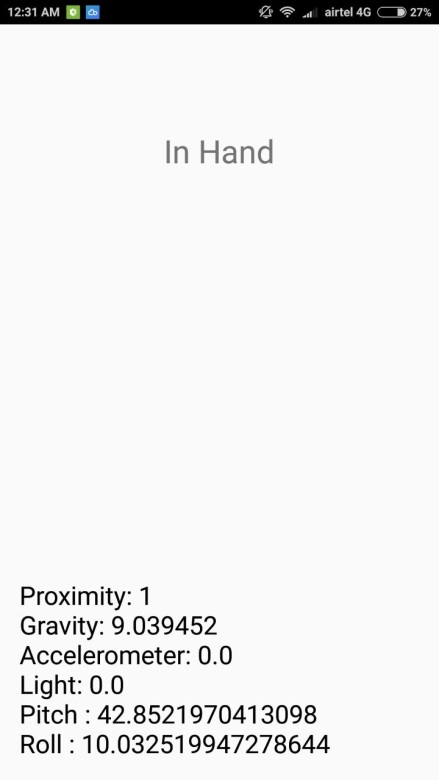 12:31 AM airtel 4G 27%
In Hand
Proximity: 1
Gravity: 9.039452
Accelerometer: 0.0
Light: 0.0
Pitch : 42.8521970413098
Roll : 10.032519947278644